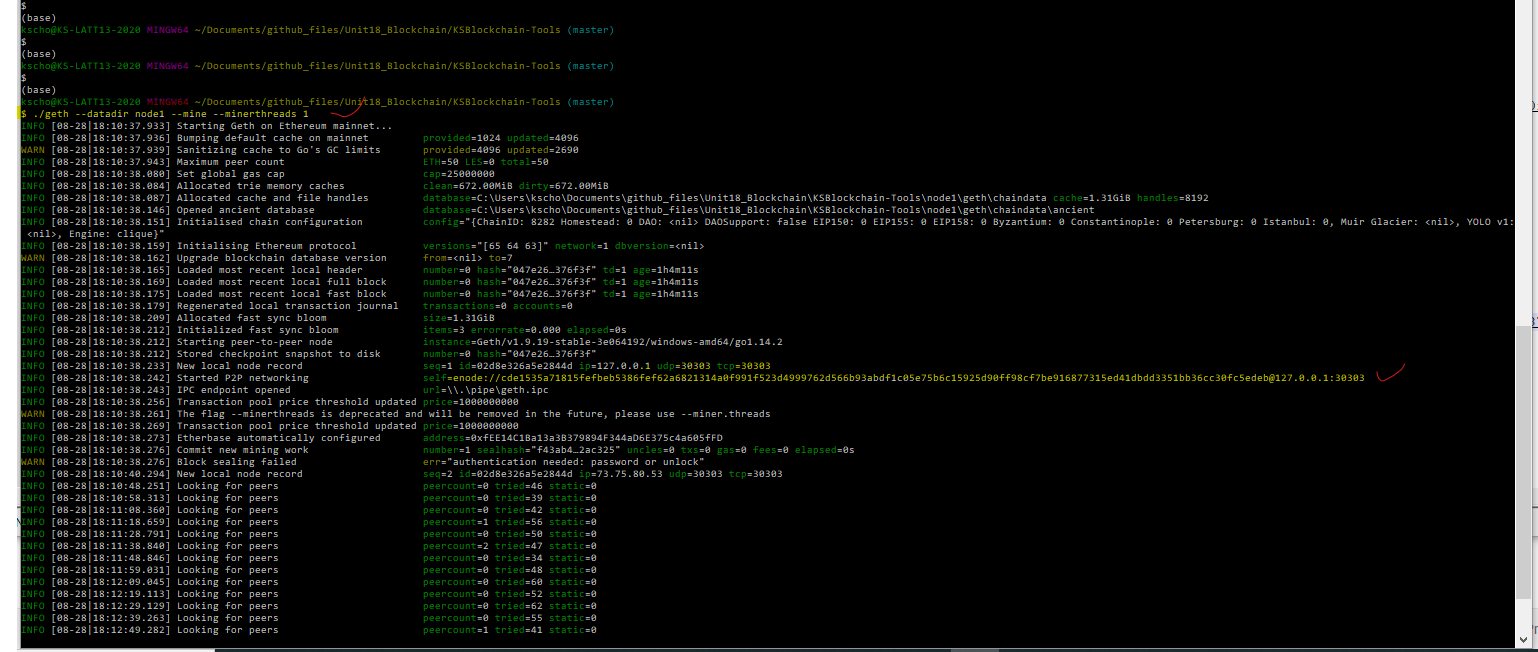 $
(base)
kscho@KS-LATT13-2020 MINGW64 ~/Documents/github_files/Unit18_Blockchain/KSBlockchain-Tools (master)
$
(base)
kscho@KS-LATT13-2020 MINGW64 ~/Documents/github_files/Unit18_Blockchain/KSBlockchain-Tools (master)
$
(base)
kscho@KS-LATT13-2020 MINGW64 ~/Documents/github_files/Unit18_Blockchain/KSBlockchain-Tools (master)
$ ./geth --datadir node1 --mine --minerthreads 1
INFO [08-28|18:10:37.933] Starting Geth on Ethereum mainnet...
INFO [08-28|18:10:37.936] Bumping default cache on mainnet provided=1024 updated=4096
WARN [08-28|18:10:37.939] Sanitizing cache to Go's GC limits provided=4096 updated=2690
INFO [08-28|18:10:37.943] Maximum peer count ETH=50 LES=0 total=50
INFO [08-28|18:10:38.080] Set global gas cap cap=25000000
INFO [08-28|18:10:38.084] Allocated trie memory caches clean=672.00MiB dirty=672.00MiB
INFO [08-28|18:10:38.087] Allocated cache and file handles database=C:\Users\kscho\Documents\github_files\Unit18_Blockchain\KSBlockchain-Tools\node1\geth\chaindata cache=1.31GiB handles=8192
INFO [08-28|18:10:38.146] Opened ancient database database=C:\Users\kscho\Documents\github_files\Unit18_Blockchain\KSBlockchain-Tools\node1\geth\chaindata\ancient
INFO [08-28|18:10:38.151] Initialised chain configuration config="{ChainID: 8282 Homestead: 0 DAO: <nil> DAOSupport: false EIP150: 0 EIP155: 0 EIP158: 0 Byzantium: 0 Constantinople: 0 Petersburg: 0 Istanbul: 0, Muir Glacier: <nil>, YOLO v1:
<nil>, Engine: clique}"
INFO [08-28|18:10:38.159] Initialising Ethereum protocol versions="[65 64 63]" network=1 dbversion=<nil>
WARN [08-28|18:10:38.162] Upgrade blockchain database version from=<nil> to=7
INFO [08-28|18:10:38.165] Loaded most recent local header number=0 hash="047e26…376f3f" td=1 age=1h4m11s
INFO [08-28|18:10:38.169] Loaded most recent local full block number=0 hash="047e26…376f3f" td=1 age=1h4m11s
INFO [08-28|18:10:38.175] Loaded most recent local fast block number=0 hash="047e26…376f3f" td=1 age=1h4m11s
INFO [08-28|18:10:38.179] Regenerated local transaction journal transactions=0 accounts=0
INFO [08-28|18:10:38.209] Allocated fast sync bloom size=1.31GiB
INFO [08-28|18:10:38.212] Initialized fast sync bloom items=3 errorrate=0.000 elapsed=0s
INFO [08-28|18:10:38.212] Starting peer-to-peer node instance=Geth/v1.9.19-stable-3e064192/windows-amd64/go1.14.2
INFO [08-28|18:10:38.212] Stored checkpoint snapshot to disk number=0 hash="047e26…376f3f"
INFO [08-28|18:10:38.233] New local node record seq=1 id=02d8e326a5e2844d ip=127.0.0.1 udp=30303 tcp=30303
INFO [08-28|18:10:38.242] Started P2P networking self=enode://cde1535a71815fefbeb5386fef62a6821314a0f991f523d4999762d566b93abdf1c05e75b6c15925d90ff98cf7be916877315ed41dbdd3351bb36cc30fc5edeb@127.0.0.1:30303
INFO [08-28|18:10:38.243] IPC endpoint opened url=\\.\pipe\geth.ipc
INFO [08-28|18:10:38.256] Transaction pool price threshold updated price=1000000000
WARN [08-28|18:10:38.261] The flag --minerthreads is deprecated and will be removed in the future, please use --miner.threads
INFO [08-28|18:10:38.269] Transaction pool price threshold updated price=1000000000
INFO [08-28|18:10:38.273] Etherbase automatically configured address=0xfEE14C1Ba13a3B379894F344aD6E375c4a605fFD
INFO [08-28|18:10:38.276] Commit new mining work number=1 sealhash="f43ab4…2ac325" uncles=0 txs=0 gas=0 fees=0 elapsed=0s
WARN [08-28|18:10:38.276] Block sealing failed err="authentication needed: password or unlock"
INFO [08-28|18:10:40.294] New local node record seq=2 id=02d8e326a5e2844d ip=73.75.80.53 udp=30303 tcp=30303
INFO [08-28|18:10:48.251] Looking for peers peercount=0 tried=46 static=0
INFO [08-28|18:10:58.313] Looking for peers peercount=0 tried=39 static=0
INFO [08-28|18:11:08.360] Looking for peers peercount=0 tried=42 static=0
INFO [08-28|18:11:18.659] Looking for peers peercount=1 tried=56 static=0
INFO [08-28|18:11:28.791] Looking for peers peercount=0 tried=50 static=0
INFO [08-28|18:11:38.840] Looking for peers peercount=2 tried=47 static=0
INFO [08-28|18:11:48.846] Looking for peers peercount=0 tried=34 static=0
INFO [08-28|18:11:59.031] Looking for peers peercount=0 tried=48 static=0
INFO [08-28|18:12:09.045] Looking for peers peercount=0 tried=60 static=0
INFO [08-28|18:12:19.113] Looking for peers peercount=0 tried=52 static=0
INFO [08-28|18:12:29.129] Looking for peers peercount=0 tried=62 static=0
INFO [08-28|18:12:39.263] Looking for peers peercount=0 tried=55 static=0
INFO [08-28|18:12:49.282] Looking for peers peercount=1 tried=41 static=0